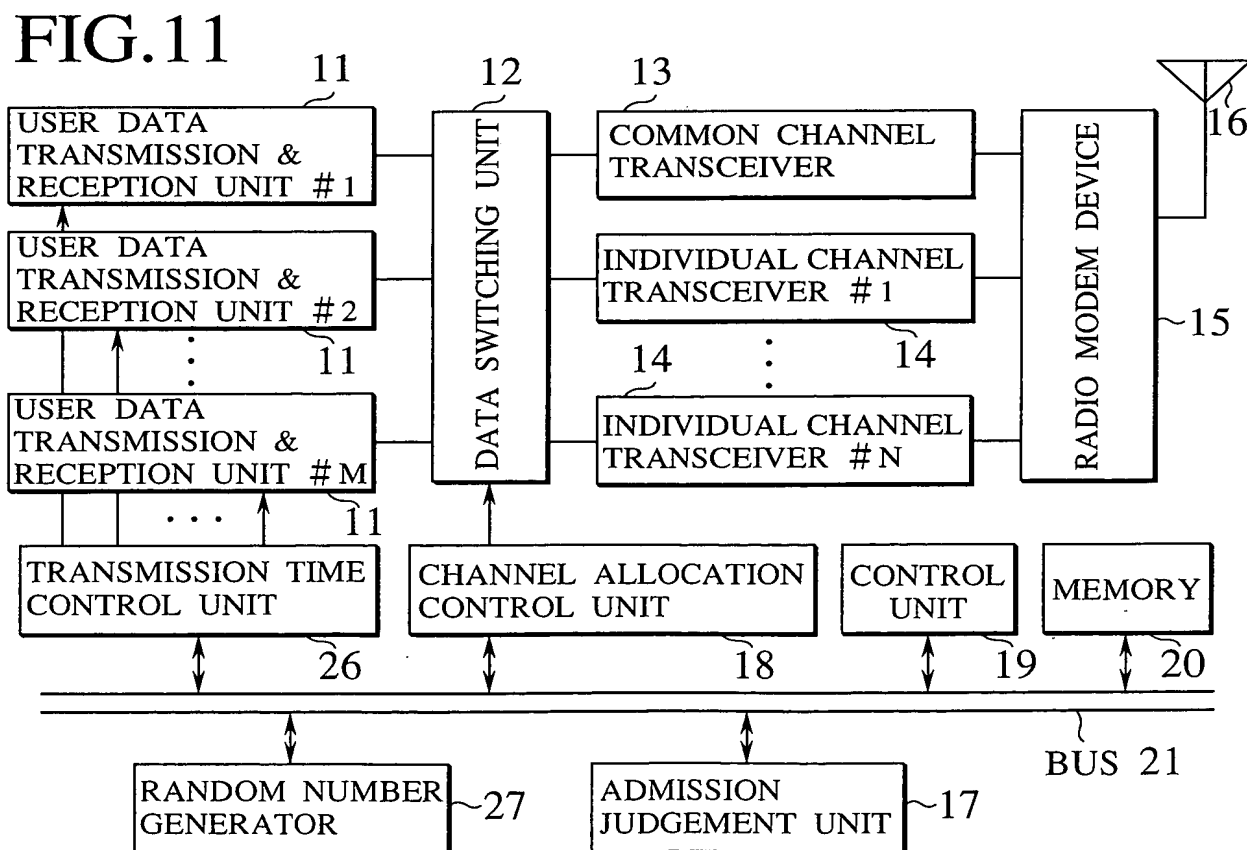 FIG.11
11
12
13
16
USER DATA
TRANSMISSION &
RECEPTION UNIT #1
DATA SWITCHING UNIT
COMMON CHANNEL
TRANSCEIVER
RADIO MODEM DEVICE
USER DATA
TRANSMISSION &
RECEPTION UNIT #2
11
INDIVIDUAL CHANNEL
TRANSCEIVER #1
14
15
USER DATA
TRANSMISSION &
RECEPTION UNIT #M
11
14
INDIVIDUAL CHANNEL
TRANSCEIVER #N
TRANSMISSION TIME
CONTROL UNIT
26
CHANNEL ALLOCATION
CONTROL UNIT
18
CONTROL
UNIT
19
MEMORY
20
BUS 21
RANDOM NUMBER
GENERATOR
27
ADMISSION
JUDGEMENT UNIT
17